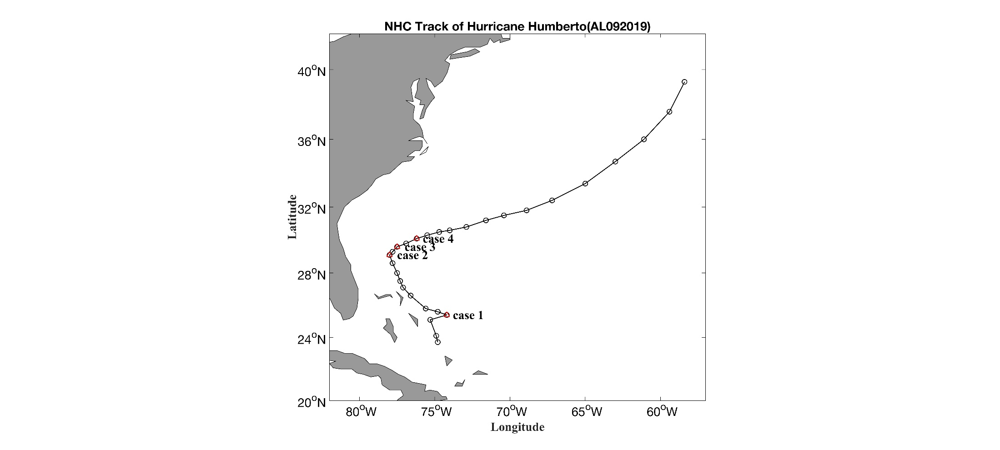 NHC Track of Hurricane Humberto(AL092019)
40°N
36°N
32°N
28°N
24°N
20°N
Latitude
case 4
case 3
case 2
case 1
80°W 75°W 70°W 65°W 60°W
Longitude